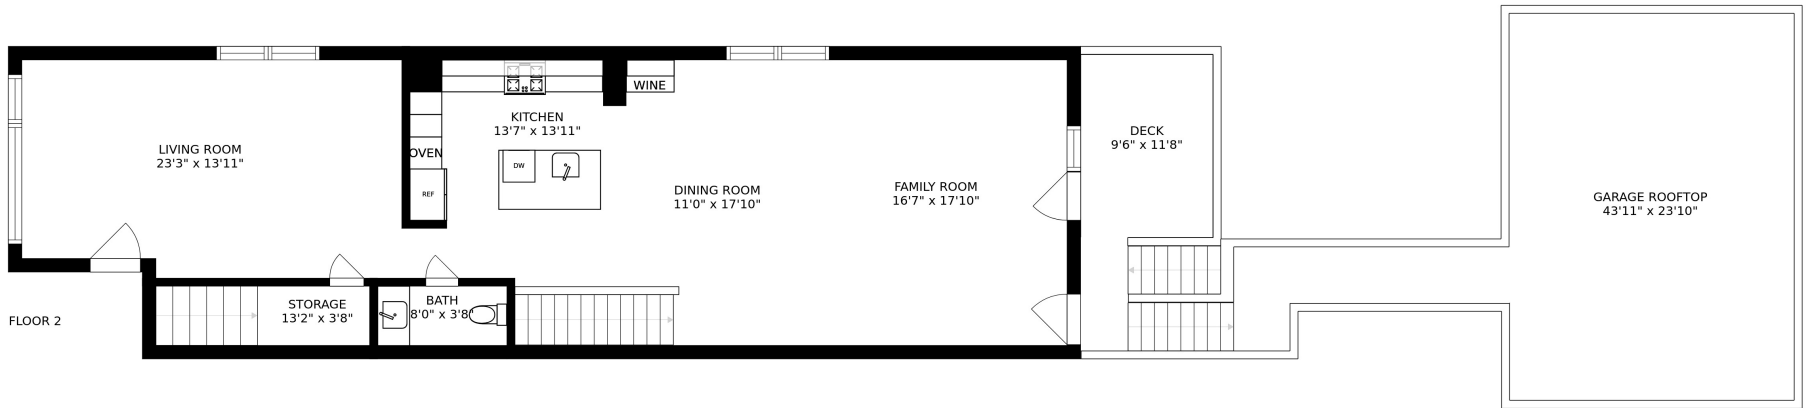 WINE
KITCHEN
13'7" x 13'11"
DECK
9'6" x 11'8"
LIVING ROOM
23'3" x 13'11"
OVEN
DW
REF
DINING ROOM
11'0" x 17'10"
FAMILY ROOM
16'7" x 17'10"
GARAGE ROOFTOP
43'11" x 23'10"
STORAGE
13'2" x 3'8"
BATH
8'0" x 3'8"
FLOOR 2